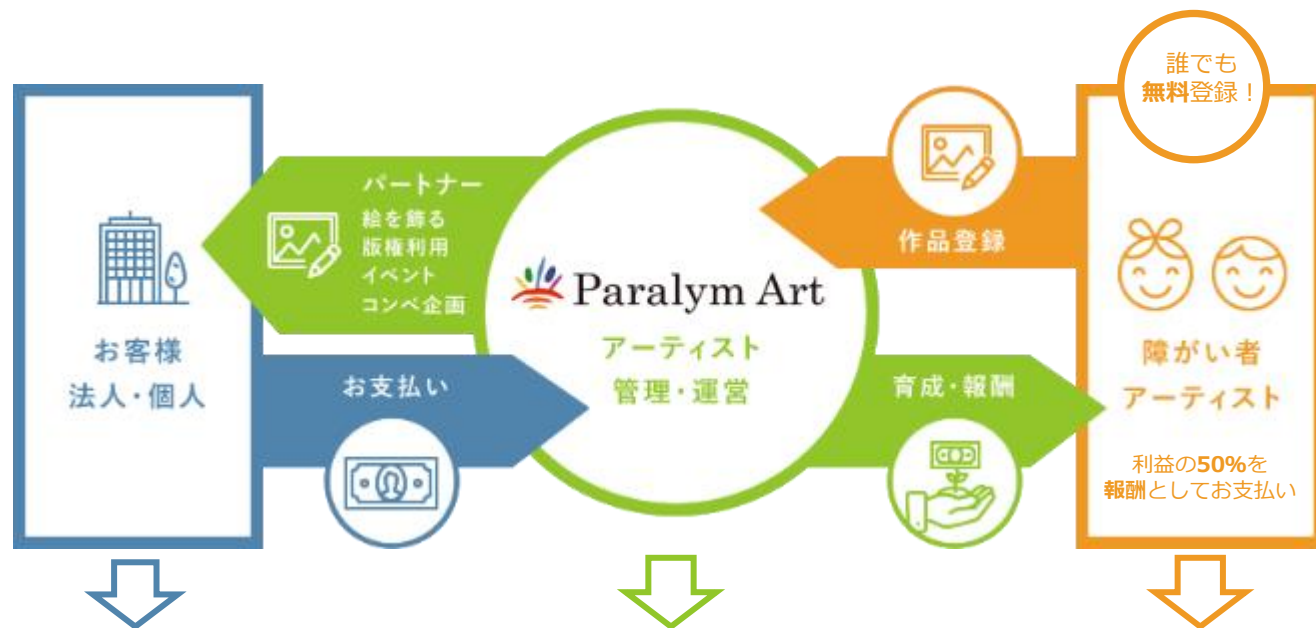 誰でも
無料登録！
パートナー
絵を飾る
版権利用
イベント
コンペ企画
作品登録
Paralym Art
アーティスト
管理・運営
お客様
法人・個人
お支払い
育成・報酬
障がい者
アーティスト
利益の50%を
報酬としてお支払い